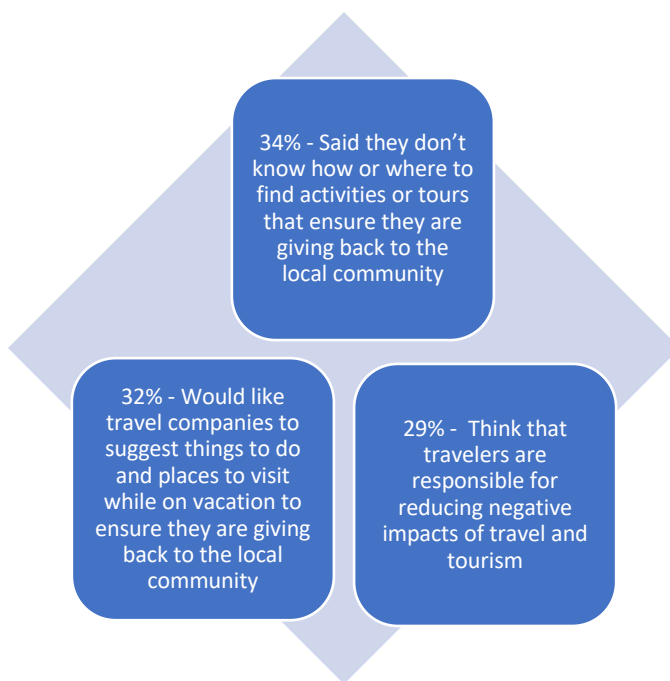 34% - Said they don’t
know how or where to
find activities or tours
that ensure they are
giving back to the
local community
32% - Would like
travel companies to
suggest things to do
and places to visit
while on vacation to
ensure they are giving
back to the local
community
29% -  Think that
travelers are
responsible for
reducing negative
impacts of travel and
tourism